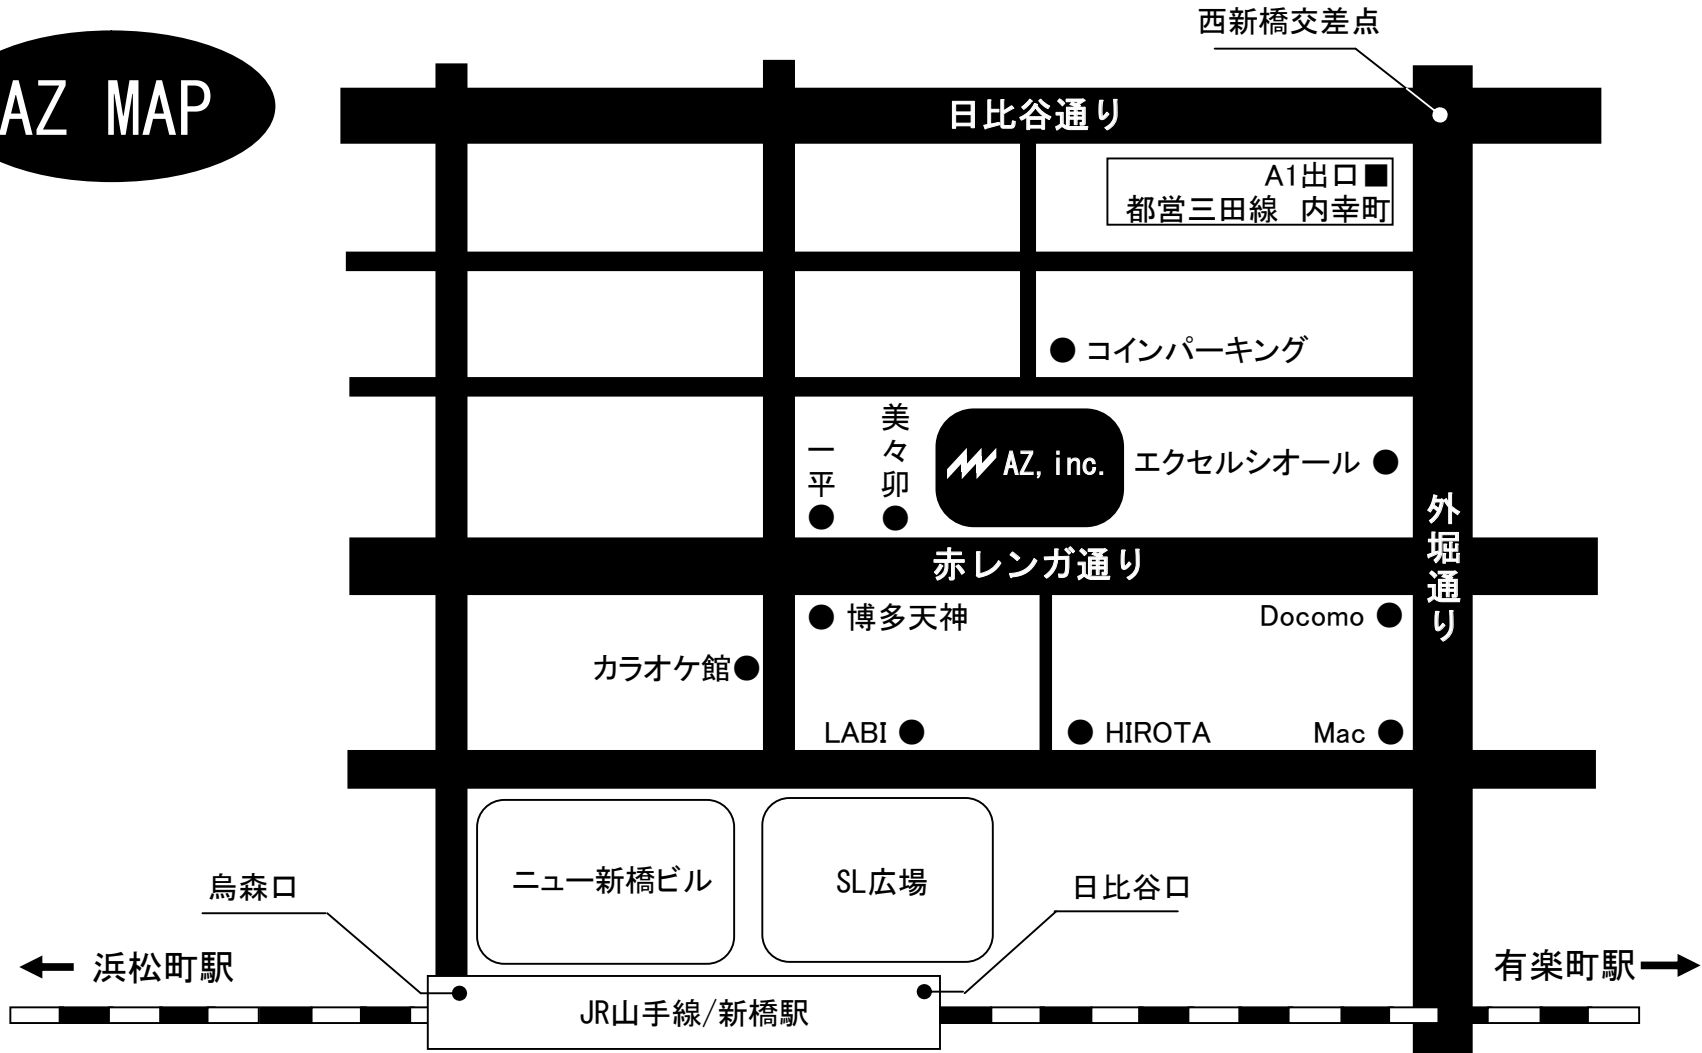 西新橋交差点
AZ MAP
日比谷通り
A1出口■
都営三田線 内幸町
コインパーキング
一平
美々卯
AZ, inc.
エクセルシオール
外堀通り
赤レンガ通り
博多天神
Docomo
カラオケ館
LABI
HIROTA
Mac
ニュー新橋ビル
SL広場
烏森口
日比谷口
浜松町駅
有楽町駅
JR山手線/新橋駅